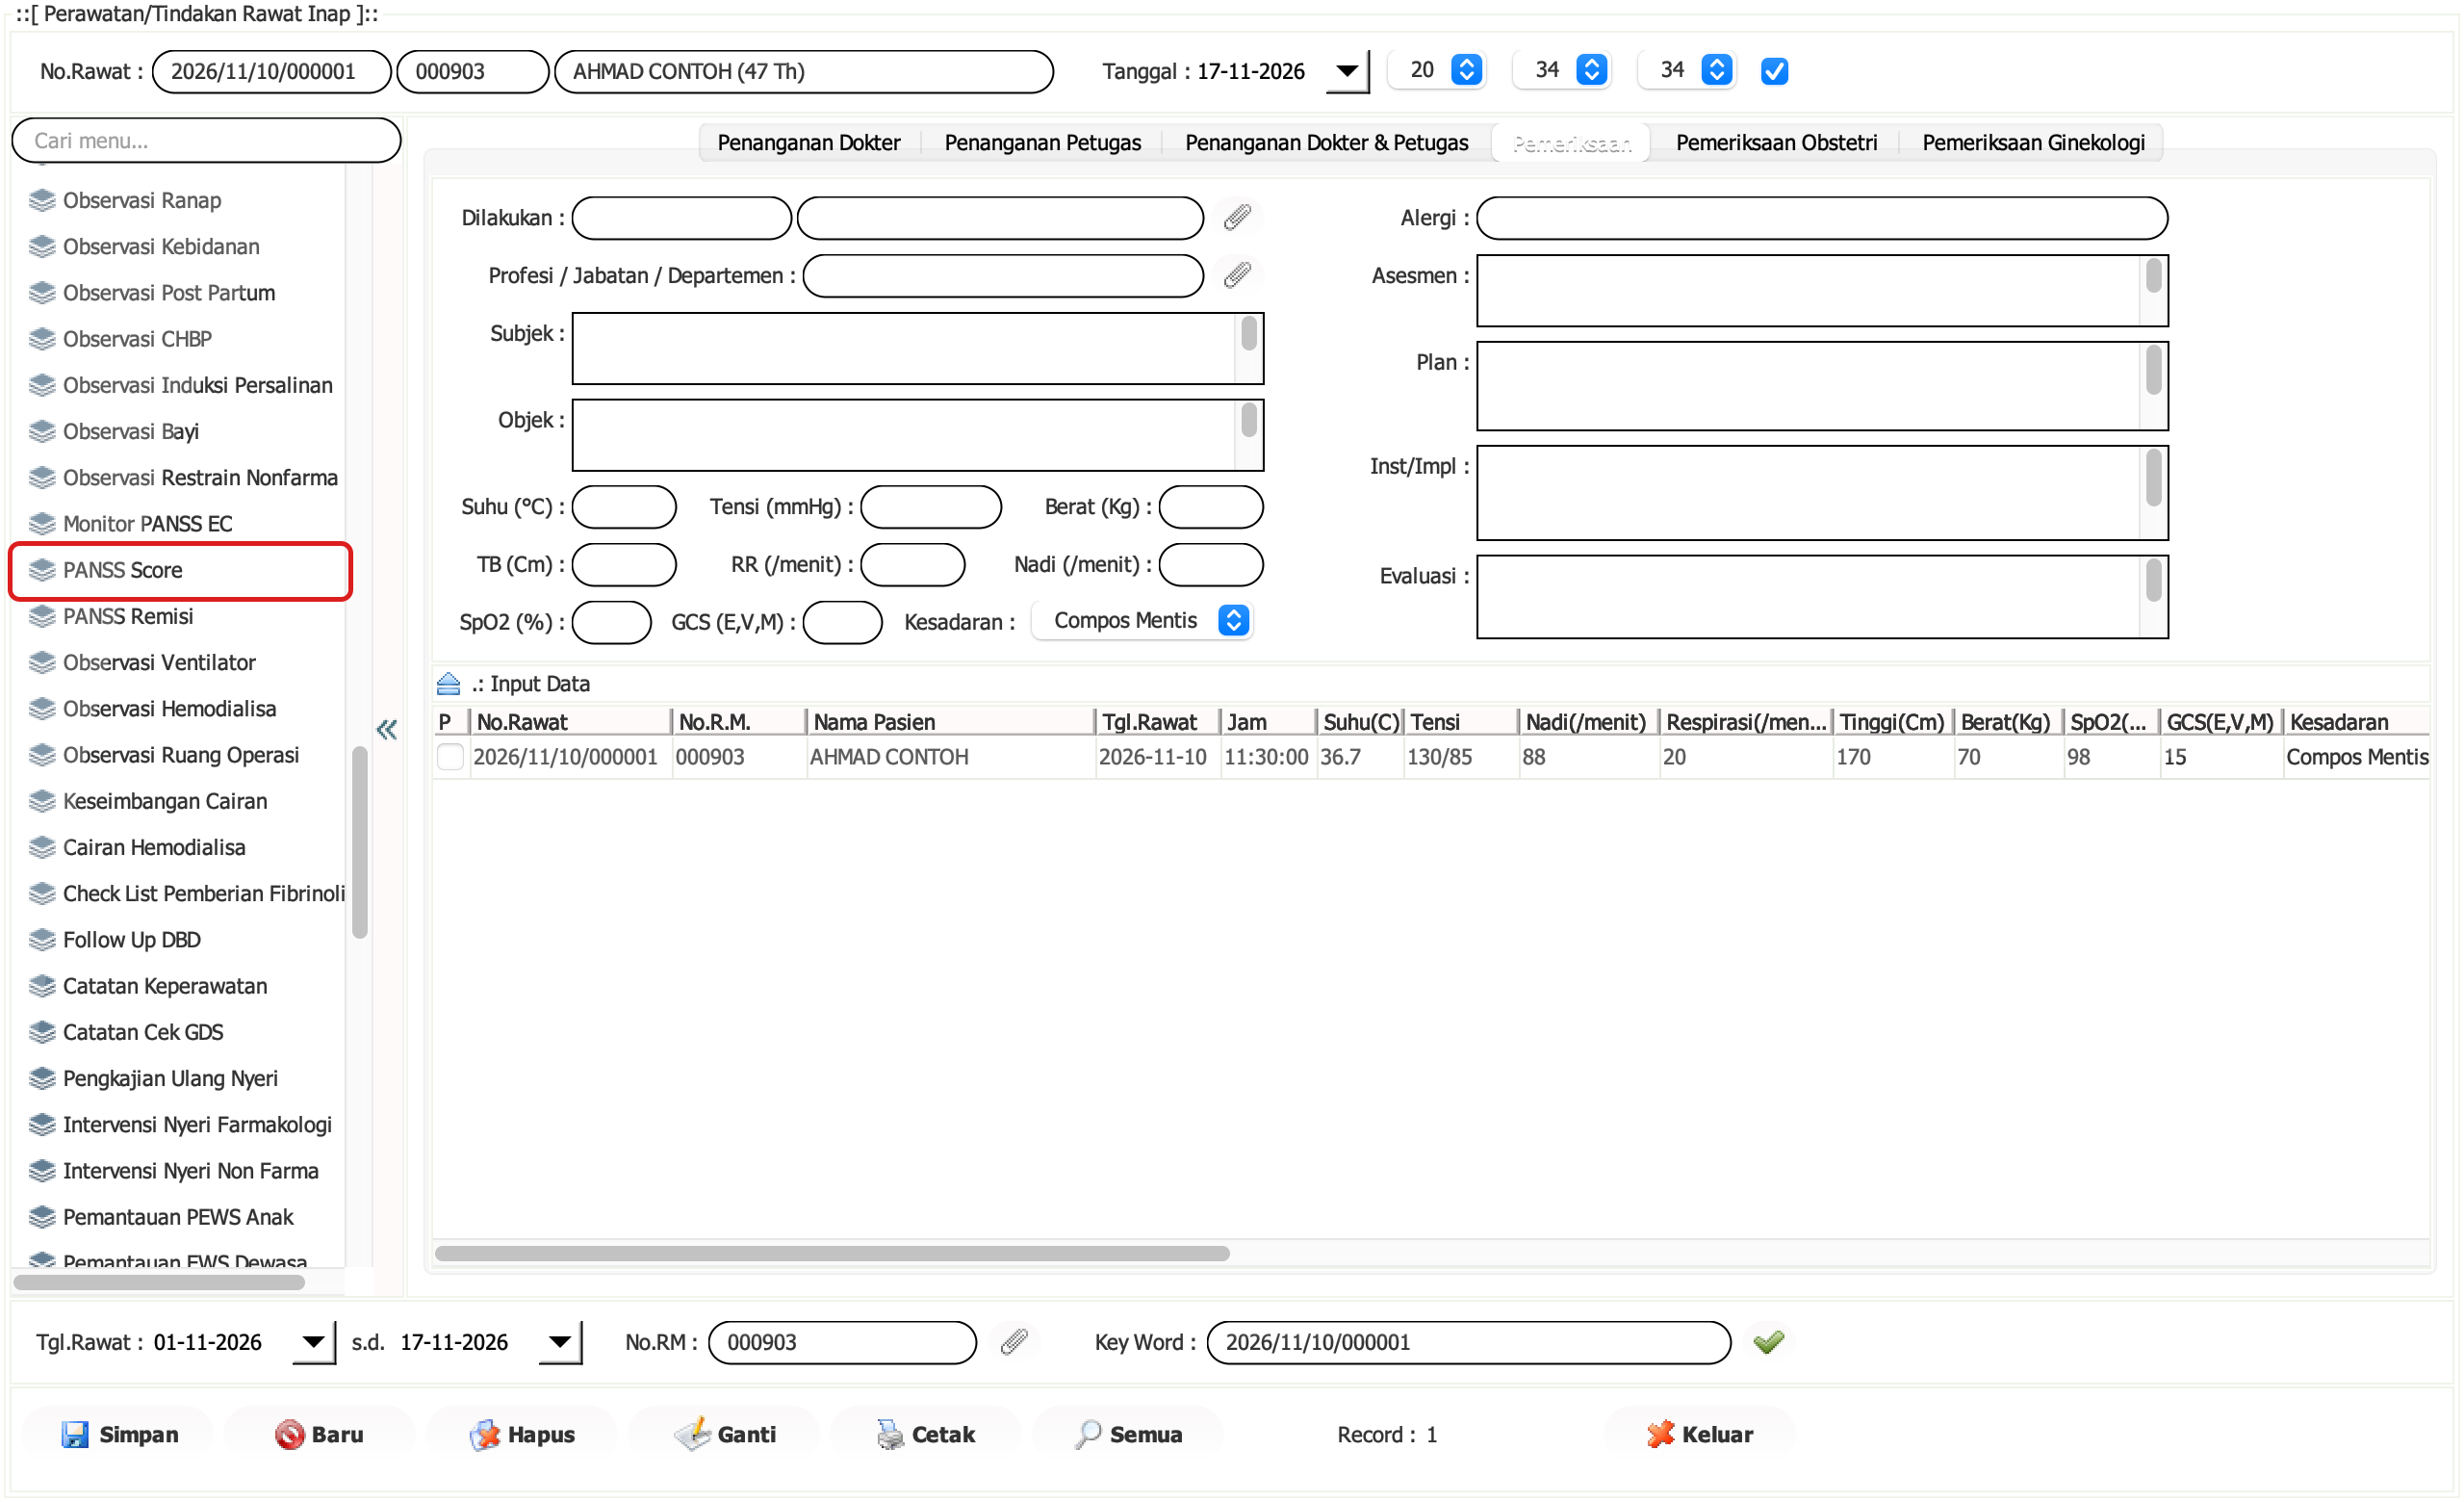 ::[ Perawatan/Tindakan Rawat Inap ]::
No.Rawat : 2026/11/10/000001 000903 AHMAD CONTOH (47 Th) Tanggal : 17-11-2026 20 34 34
Cari menu...
Observasi Ranap
Observasi Kebidanan
Observasi Post Partum
Observasi CHBP
Observasi Induksi Persalinan
Observasi Bayi
Observasi Restrain Nonfarma
Monitor PANSS EC
PANSS Score
PANSS Remisi
Observasi Ventilator
Observasi Hemodialisa
Observasi Ruang Operasi
Keseimbangan Cairan
Cairan Hemodialisa
Check List Pemberian Fibrinoli
Follow Up DBD
Catatan Keperawatan
Catatan Cek GDS
Pengkajian Ulang Nyeri
Intervensi Nyeri Farmakologi
Intervensi Nyeri Non Farma
Pemantauan PEWS Anak
Pemantauan EWS Dewasa
Penanganan Dokter Penanganan Petugas Penanganan Dokter & Petugas Pemeriksaan Pemeriksaan Obstetri Pemeriksaan Ginekologi
Dilakukan :
Profesi / Jabatan / Departemen :
Subjek :
Objek :
Suhu (°C) : Tensi (mmHg) : Berat (Kg) :
TB (Cm) : RR (/menit) : Nadi (/menit) :
SpO2 (%) : GCS (E,V,M) : Kesadaran : Compos Mentis
Alergi :
Asesmen :
Plan :
Inst/Impl :
Evaluasi :
.: Input Data
P No.Rawat No.R.M. Nama Pasien Tgl.Rawat Jam Suhu(C) Tensi Nadi(/menit) Respirasi(/men... Tinggi(Cm) Berat(Kg) SpO2(... GCS(E,V,M) Kesadaran
2026/11/10/000001 000903 AHMAD CONTOH 2026-11-10 11:30:00 36.7 130/85 88 20 170 70 98 15 Compos Mentis
Tgl.Rawat : 01-11-2026 s.d. 17-11-2026 No.RM : 000903 Key Word : 2026/11/10/000001
Simpan Baru Hapus Ganti Cetak Semua Record : 1 Keluar